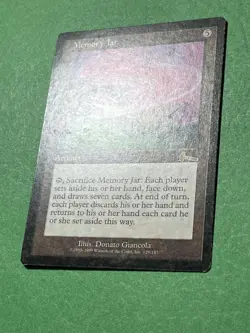 Memory Jar 5
Artifact
, Sacrifice Memory Jar: Each player
sets aside his or her hand, face down,
and draws seven cards. At end of turn,
each player discards his or her hand and
returns to his or her hand each card he
or she set aside this way.
Illus. Donato Giancola